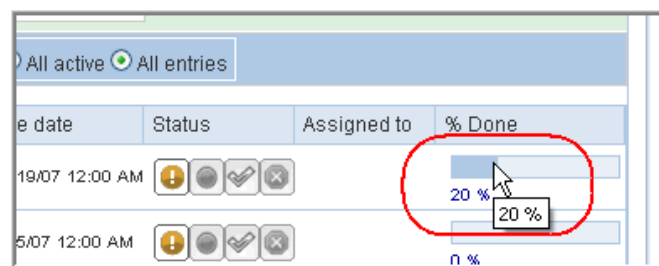 All active All entries
e date Status Assigned to % Done
19/07 12:00 AM
20 %
20 %
5/07 12:00 AM
0 %